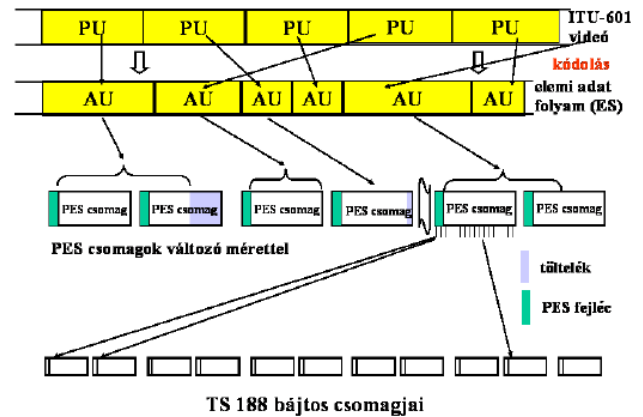 PU PU PU PU PU
ITU-601
videó
kódolás
AU AU AU AU AU AU
elemi adat
folyam (ES)
PES csomag PES csomag PES csomag PES csomag PES csomag PES csomag
PES csomagok változó mérettel
töltelék
PES fejléc
TS 188 bájtos csomagjai